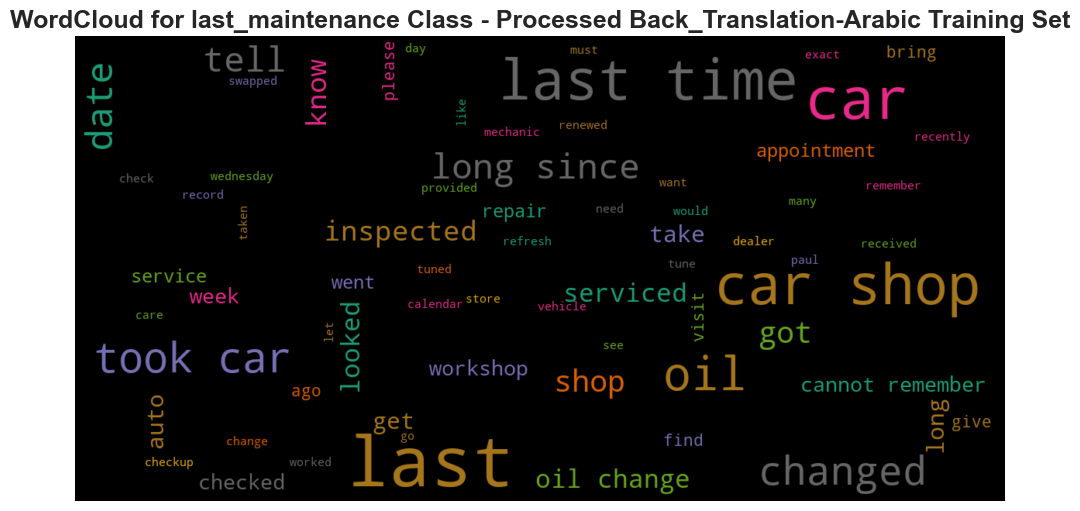 WordCloud for last_maintenance Class - Processed Back_Translation-Arabic Training Set
date
tell
swapped
know
please
day
like
last time
must
car
exact
bring
mechanic
renewed
recently
appointment
check
wednesday
record
taken
long since
provided
want
remember
many
inspected
repair
refresh
need
would
take
dealer
received
paul
service
week
care
went
tuned
calendar
store
vehicle
serviced
tune
visit
car shop
let
looked
got
see
took car
workshop
shop
oil
cannot remember
ago
auto
get
go
change
checkup
worked
checked
last
oil change
find
changed
long
give